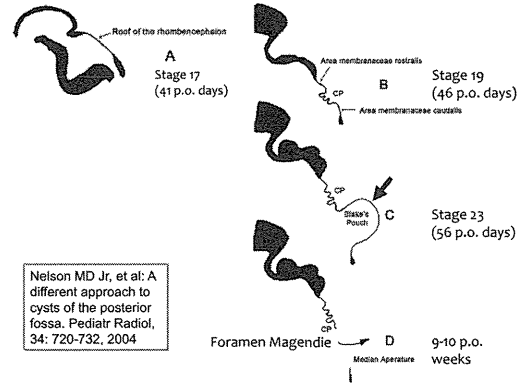 Roof of the rhombencephalon
A
Stage 17
(41 p.o. days)
Area membranaceae rostralis
CP
B
Stage 19
(46 p.o. days)
Area membranaceae caudalis
CP
Blake's
Pouch
C
Stage 23
(56 p.o. days)
Nelson MD Jr, et al: A
different approach to
cysts of the posterior
fossa. Pediatr Radiol,
34: 720-732, 2004
CP
Foramen Magendie
D
9-10 p.o.
weeks
Median Aperature